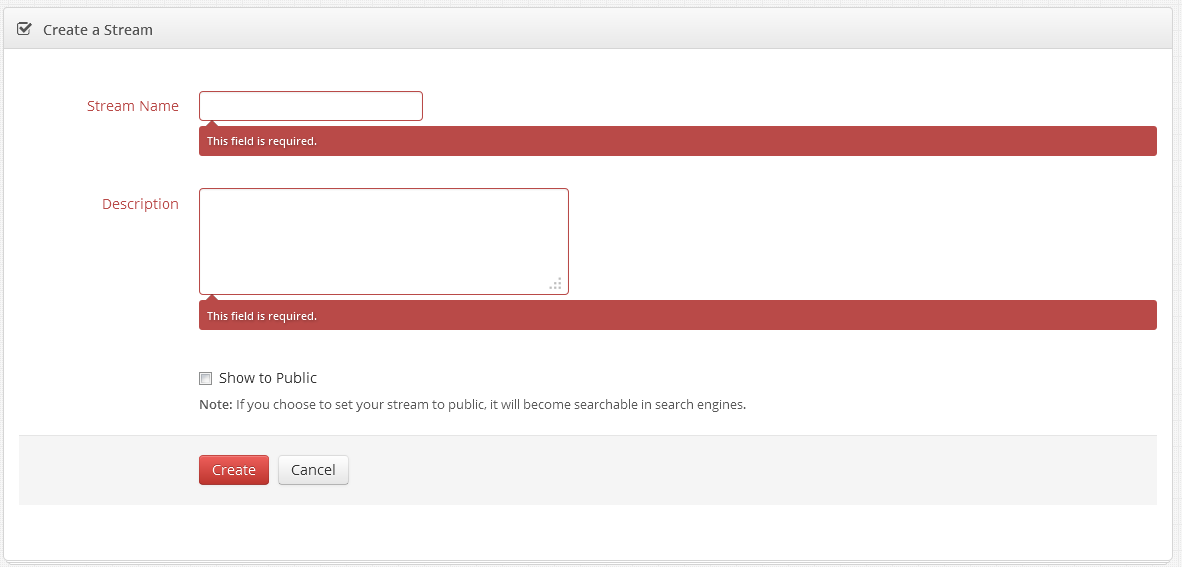 Create a Stream
Stream Name
This field is required.
Description
This field is required.
Show to Public
Note: If you choose to set your stream to public, it will become searchable in search engines.
Create Cancel